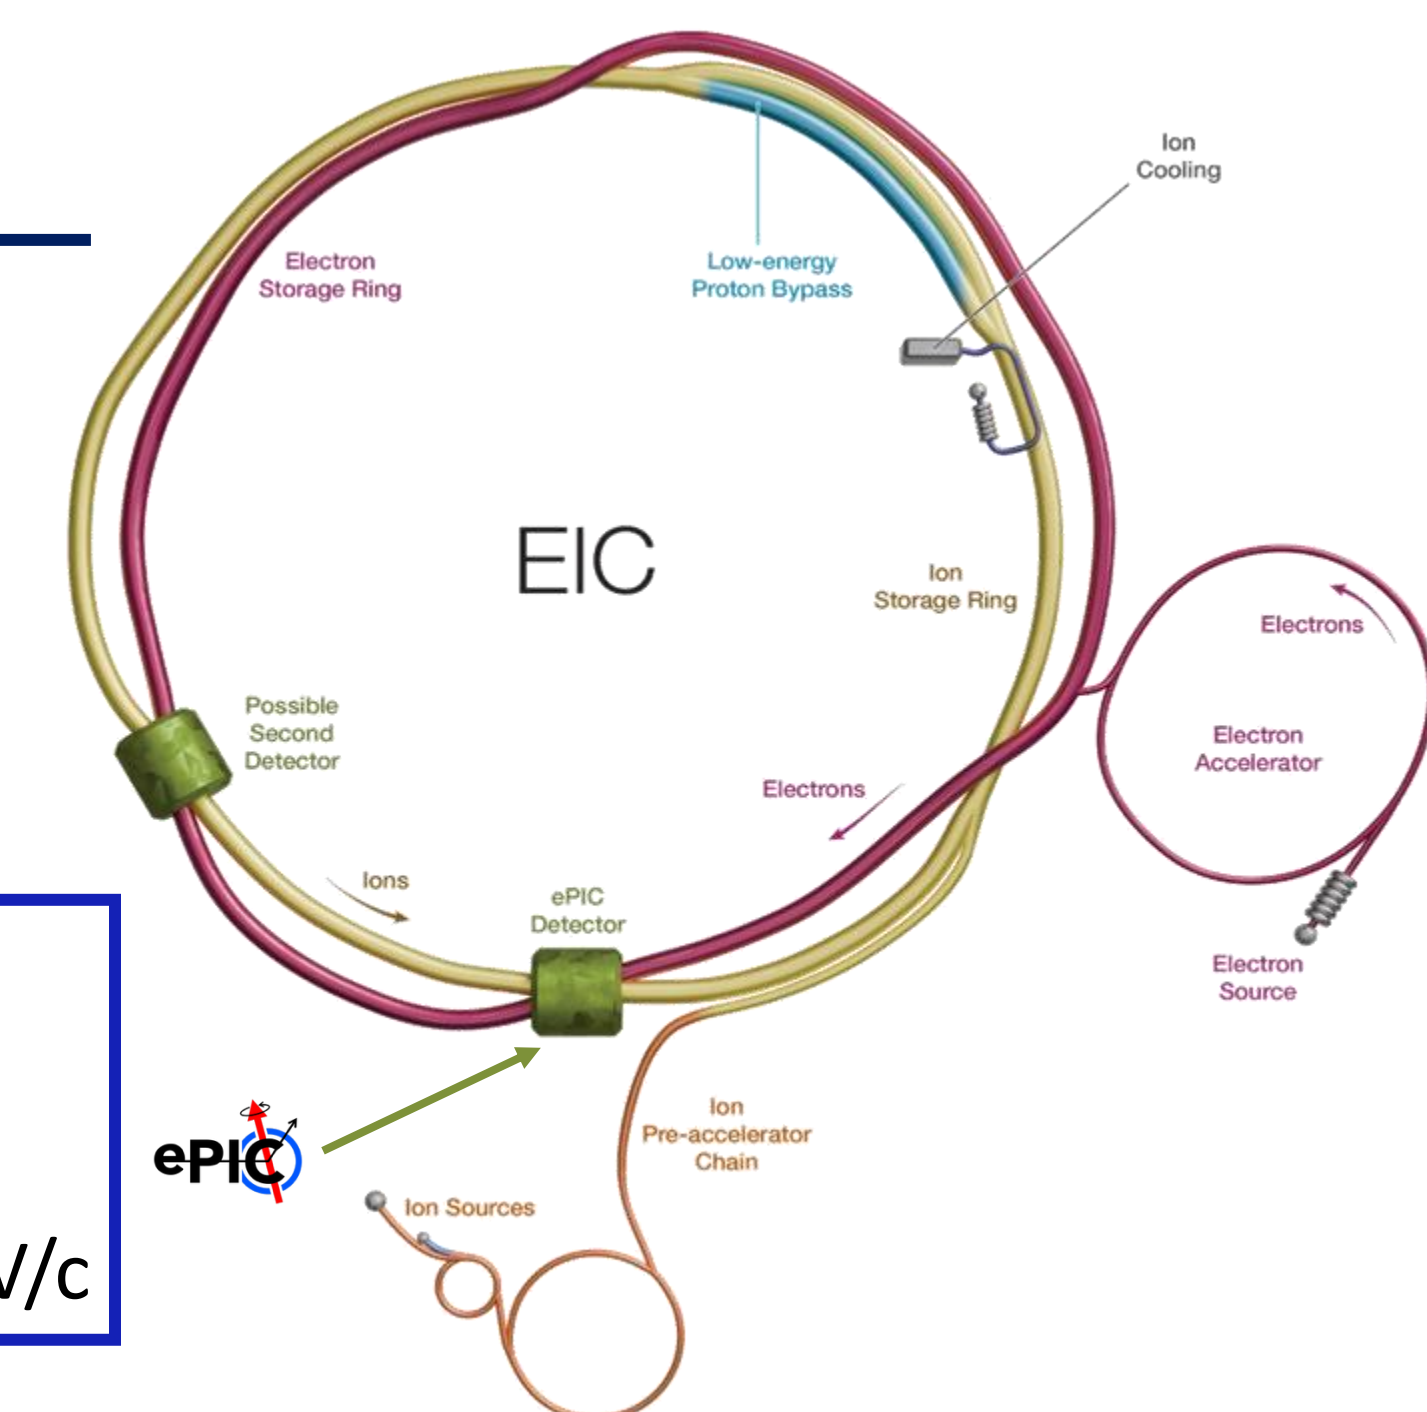 Ion
Cooling
Electron
Storage Ring
Low-energy
Proton Bypass
EIC
Ion
Storage Ring
Electrons
Electron
Accelerator
Possible
Second
Detector
Electrons
Ions
ePIC
Detector
Electron
Source
Ion
Pre-accelerator
Chain
ePIC
Ion Sources
V/c